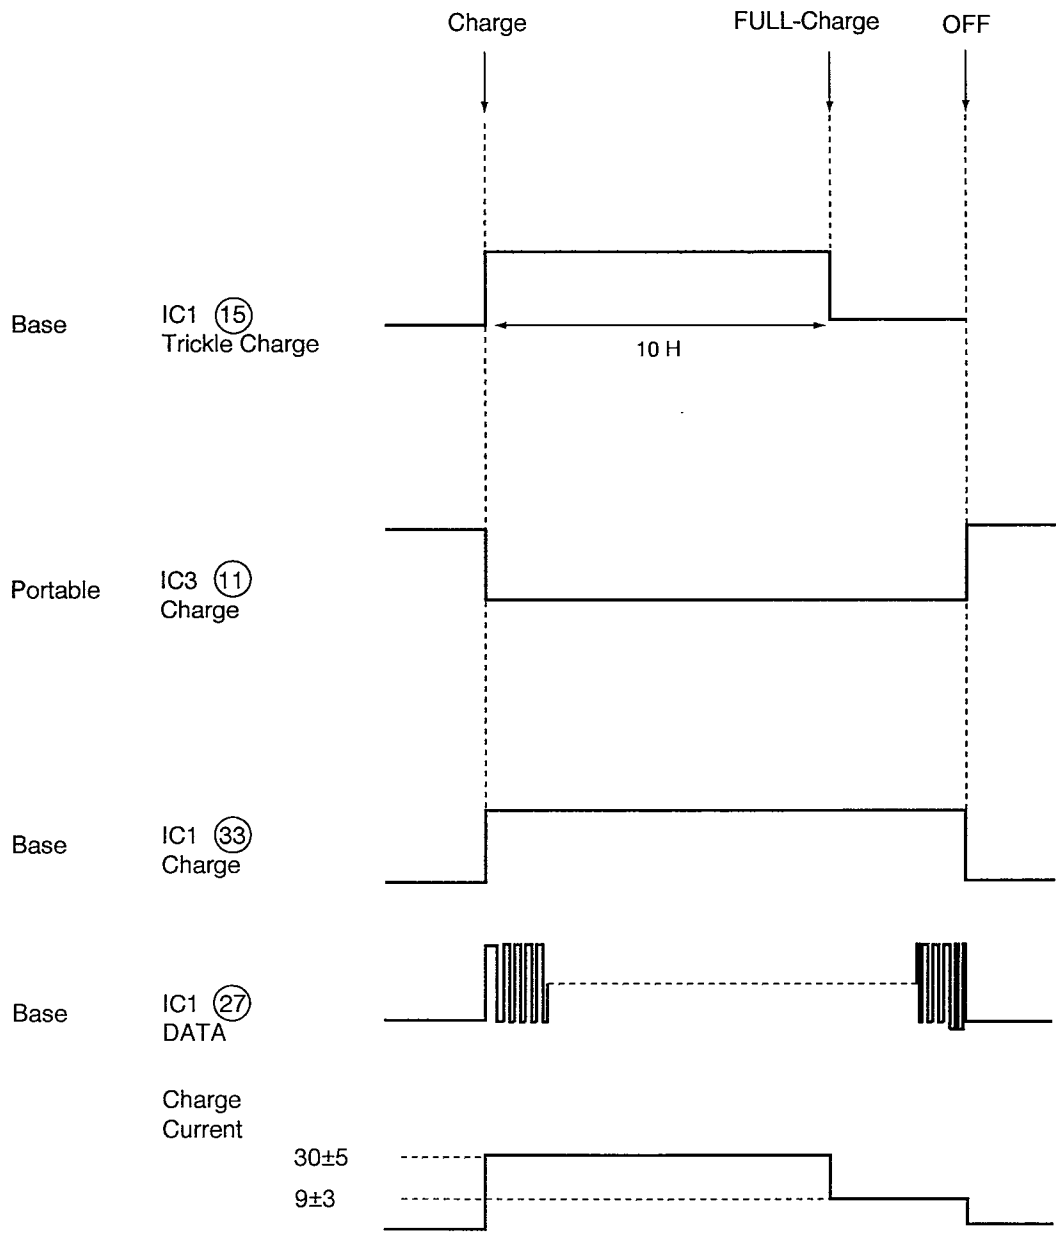 Charge
FULL-Charge
OFF
Base
IC1 15
Trickle Charge
10 H
Portable
IC3 11
Charge
Base
IC1 33
Charge
Base
IC1 27
DATA
Charge
Current
30±5
9±3